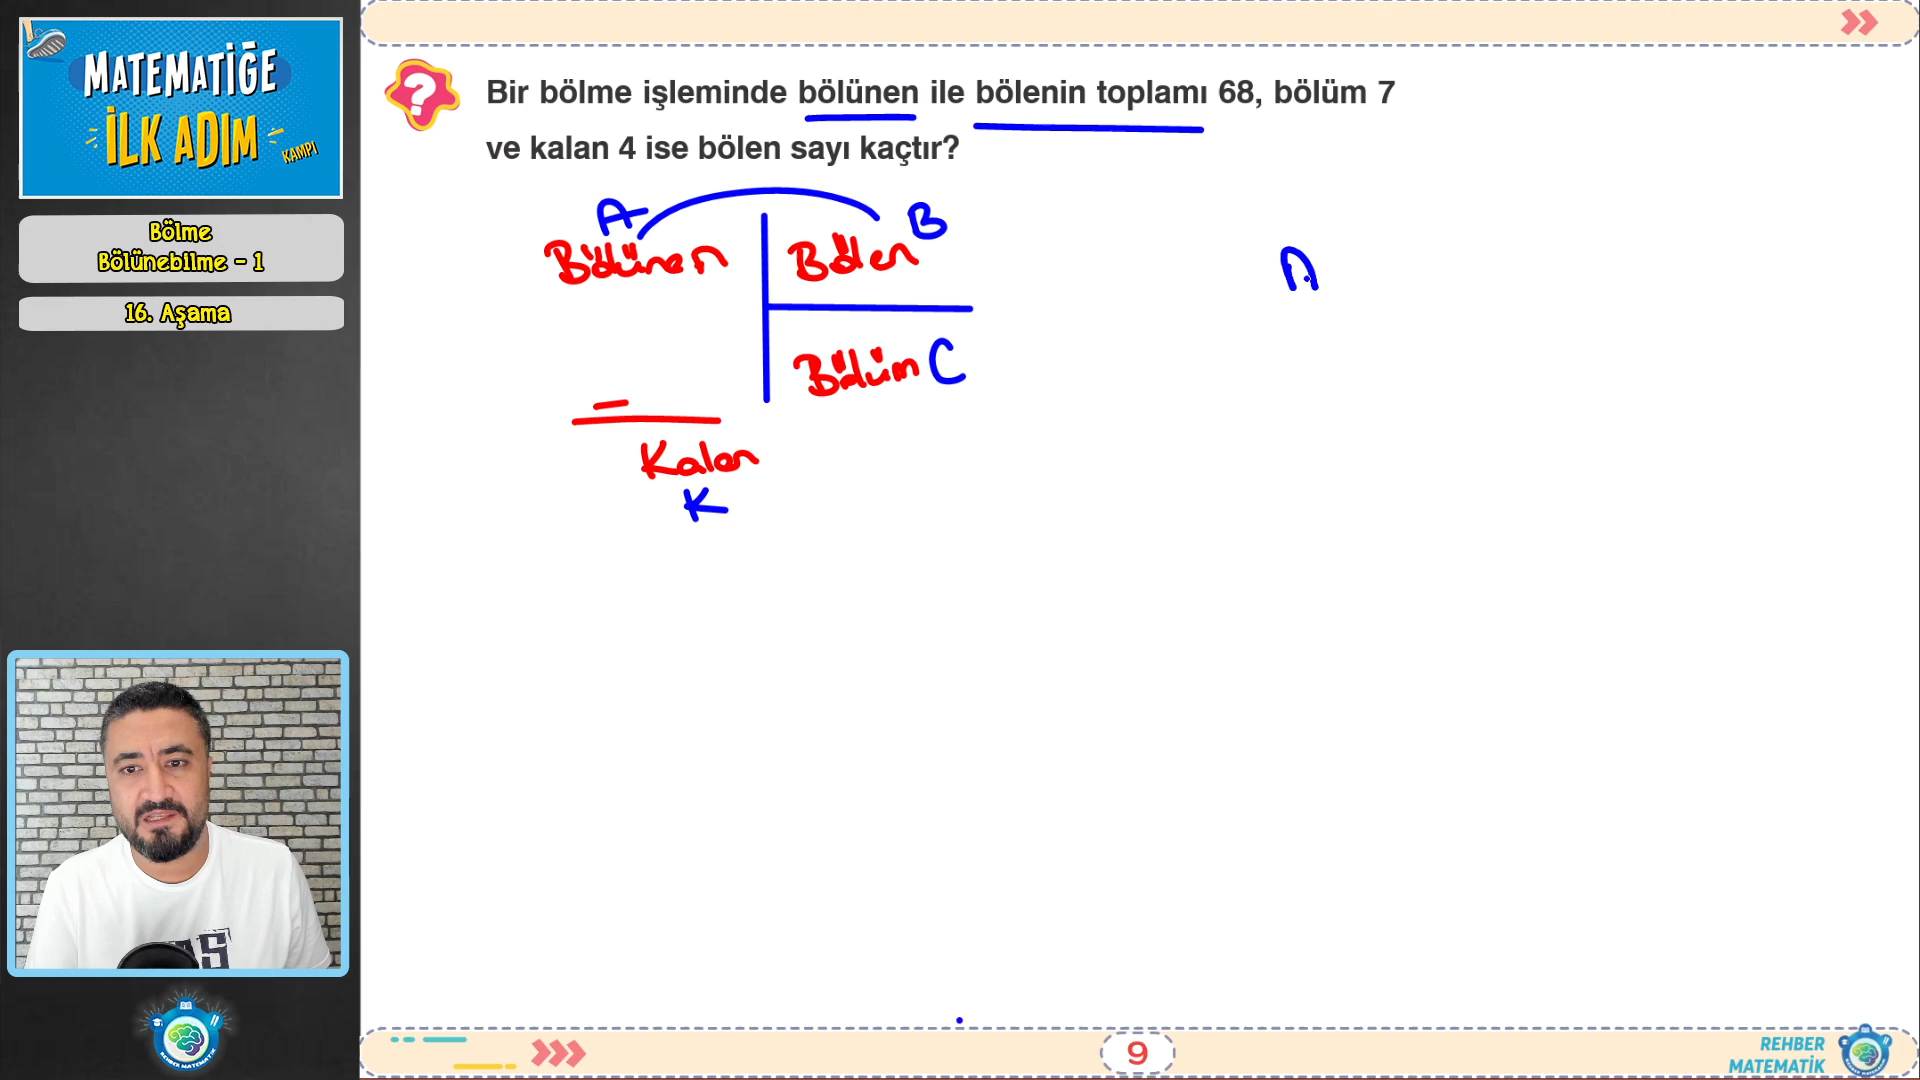 MATEMATİĞE
İLK ADIM
KAMPI
Bölme
Bölünebilme - 1
16. Aşama
Bir bölme işleminde bölünen ile bölenin toplamı 68, bölüm 7
ve kalan 4 ise bölen sayı kaçtır?
A B
Bölünen Bölen
A
Bölüm C
Kalan
K
9
REHBER
MATEMATİK